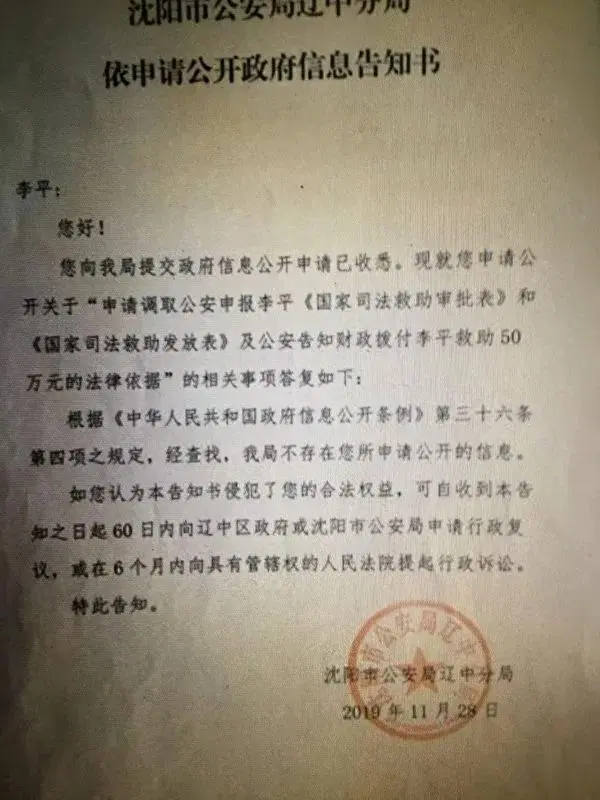 沈阳市公安局辽中分局
依申请公开政府信息告知书
李平：
您好！
您向我局提交政府信息公开申请已收悉。现就您申请公
开关于“申请调取公安申报李平《国家司法救助审批表》和
《国家司法救助发放表》及公安告知财政拨付李平救助50
万元的法律依据”的相关事项答复如下：
根据《中华人民共和国政府信息公开条例》第三十六条
第四项之规定，经查找，我局不存在您所申请公开的信息。
如您认为本告知书侵犯了您的合法权益，可自收到本告
知之日起60日内向辽中区政府或沈阳市公安局申请行政复
议，或在6个月内向具有管辖权的人民法院提起行政诉讼。
特此告知。
沈阳市公安局辽中分局
2019年11月28日